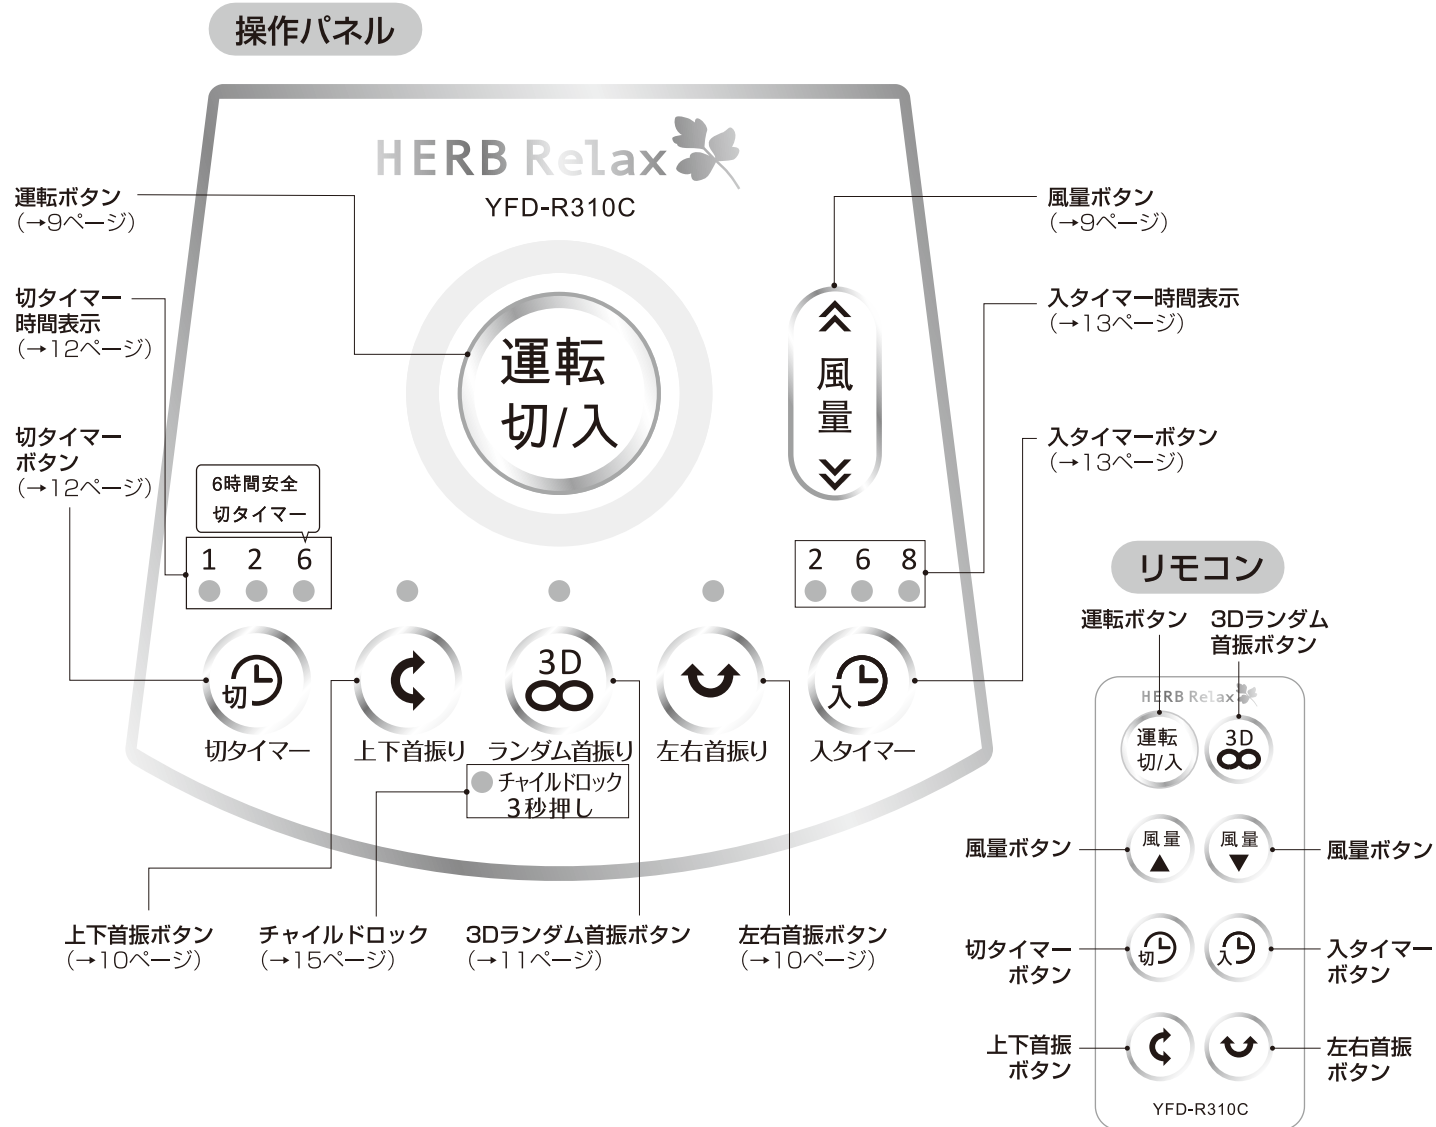 操作パネル
HERB Relax
YFD-R310C
運転ボタン
(→9ページ)
切タイマー
時間表示
(→12ページ)
切タイマー
ボタン
(→12ページ)
風量ボタン
(→9ページ)
入タイマー時間表示
(→13ページ)
入タイマーボタン
(→13ページ)
運転
切/入
風量
6時間安全
切タイマー
1 2 6
2 6 8
切
3D
入
切タイマー
上下首振り
ランダム首振り
左右首振り
入タイマー
チャイルドロック
3秒押し
上下首振ボタン
(→10ページ)
チャイルドロック
(→15ページ)
3Dランダム首振ボタン
(→11ページ)
左右首振ボタン
(→10ページ)
リモコン
運転ボタン
3Dランダム
首振ボタン
HERB Relax
運転
切/入
3D
風量ボタン
風量
風量
風量ボタン
切タイマー
ボタン
切
入
入タイマー
ボタン
上下首振
ボタン
左右首振
ボタン
YFD-R310C